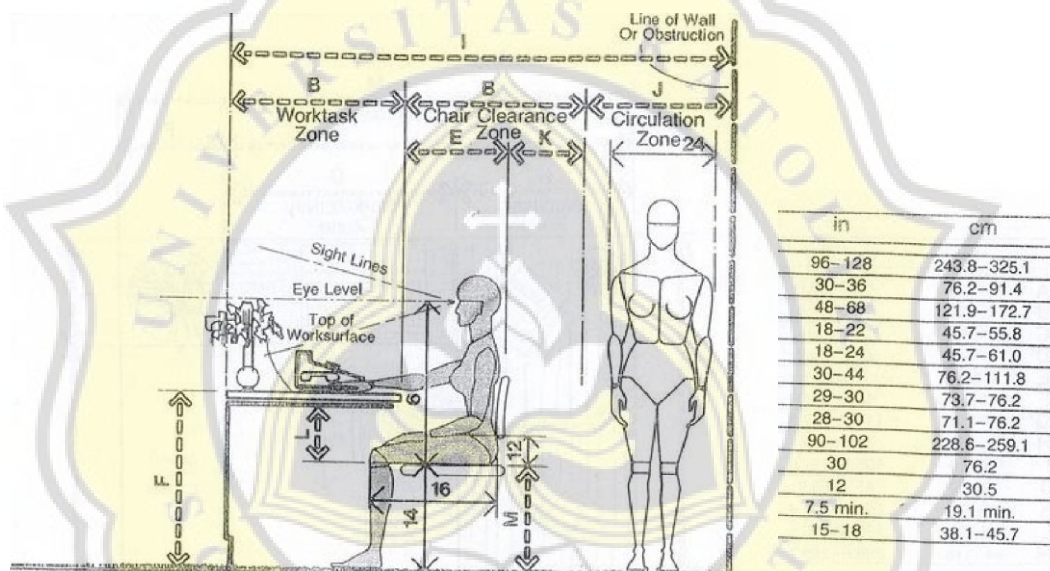 UNIVERSITAS
Line of Wall
Or Obstruction
I
B
B
J
Worktask
Zone
Chair Clearance
Zone
Circulation
Zone
24
E
K
Sight Lines
Eye Level
Top of
Worksurface
6
L
12
F
16
14
M
in cm
96–128 243.8–325.1
30–36 76.2–91.4
48–68 121.9–172.7
18–22 45.7–55.8
18–24 45.7–61.0
30–44 76.2–111.8
29–30 73.7–76.2
28–30 71.1–76.2
90–102 228.6–259.1
30 76.2
12 30.5
7.5 min. 19.1 min.
15–18 38.1–45.7